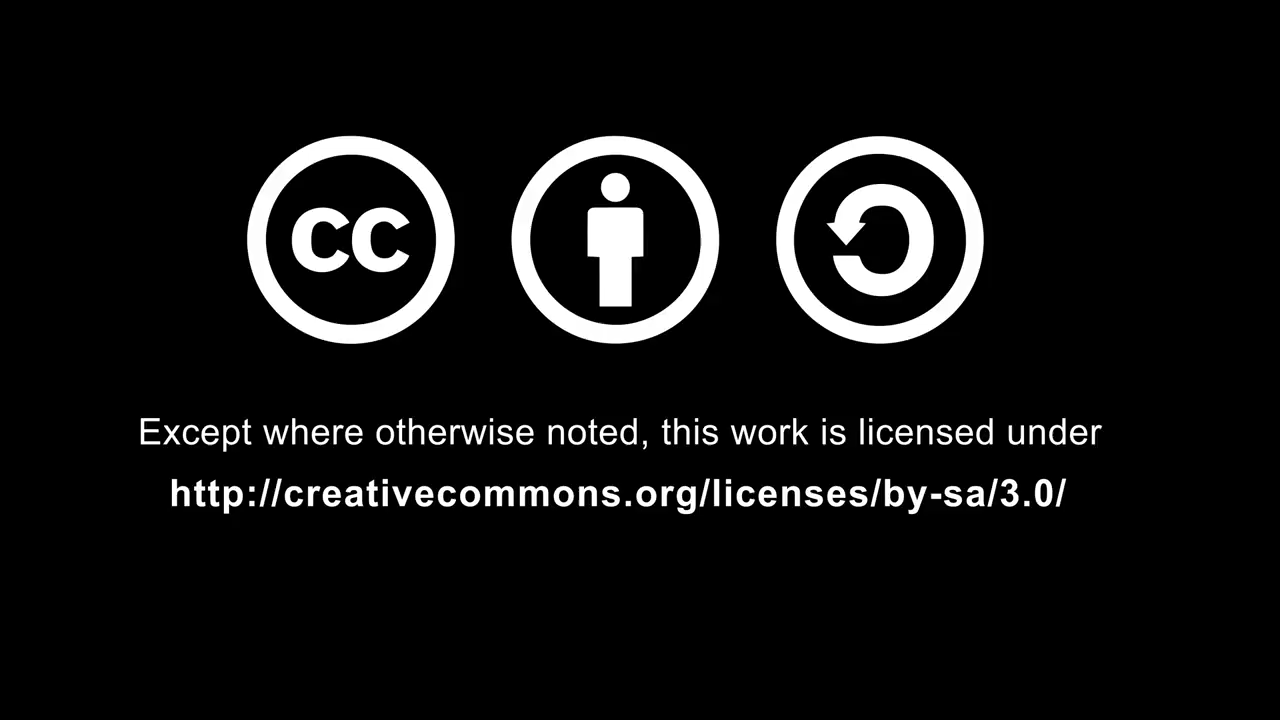 cc
Except where otherwise noted, this work is licensed under
http://creativecommons.org/licenses/by-sa/3.0/